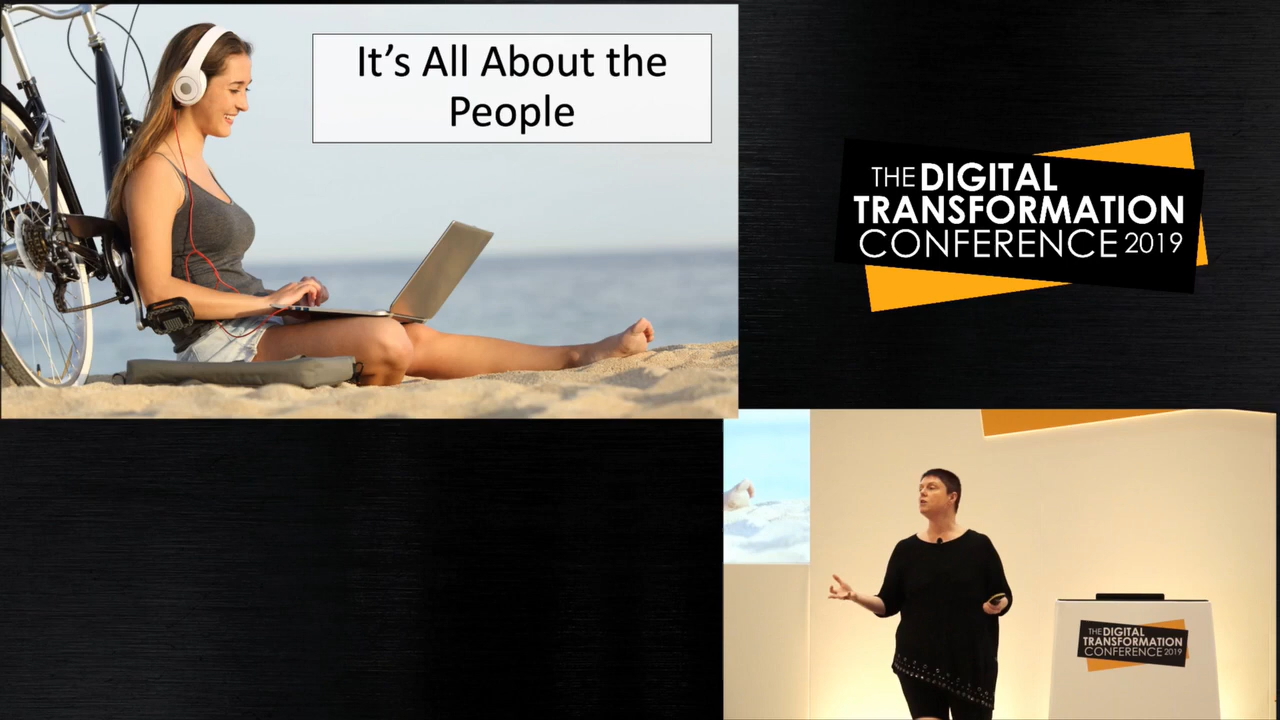 It's All About the
People
THE DIGITAL
TRANSFORMATION
CONFERENCE 2019
THE DIGITAL
TRANSFORMATION
CONFERENCE 2019